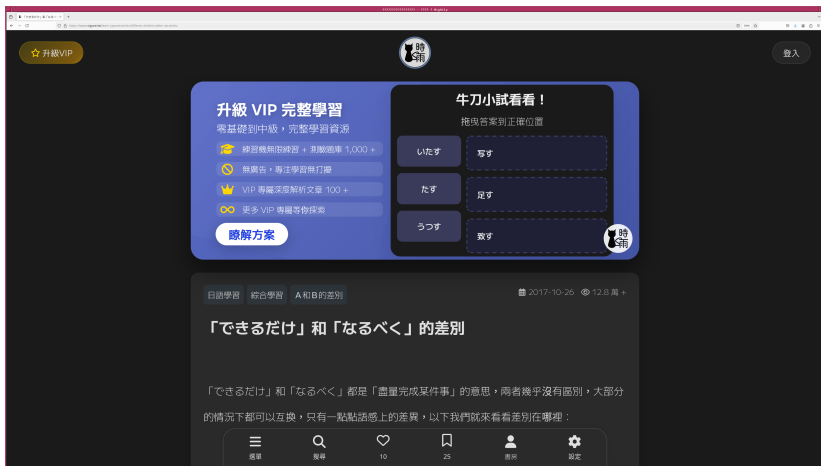 升級VIP
時雨
登入
升級 VIP 完整學習
零基礎到中級，完整學習資源
練習機無限練習 + 測驗題庫 1,000 +
無廣告，專注學習無打擾
VIP 專屬深度解析文章 100 +
更多 VIP 專屬等你探索
瞭解方案
牛刀小試看看！
拖曳答案到正確位置
いたす
たす
うつす
写す
足す
致す
時雨
日語學習 綜合學習 A和B的差別
2017-10-26 12.8 萬 +
「できるだけ」和「なるべく」的差別
「できるだけ」和「なるべく」都是「盡量完成某件事」的意思，兩者幾乎沒有區別，大部分
的情況下都可以互換，只有一點點語感上的差異，以下我們就來看看差別在哪裡：
選單 搜尋 10 25 書房 設定